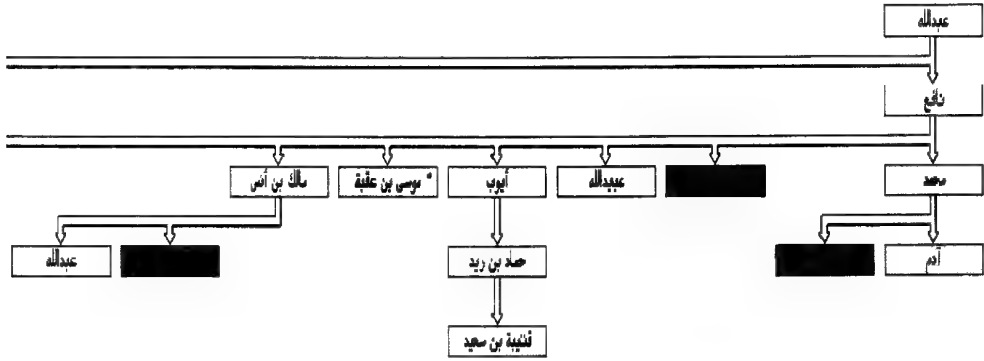 عبدالله
نافع
محمد
عبيدالله
أيوب
* موسى بن عقبة
مالك بن أنس
آدم
حماد بن زيد
عبدالله
قتيبة بن سعيد